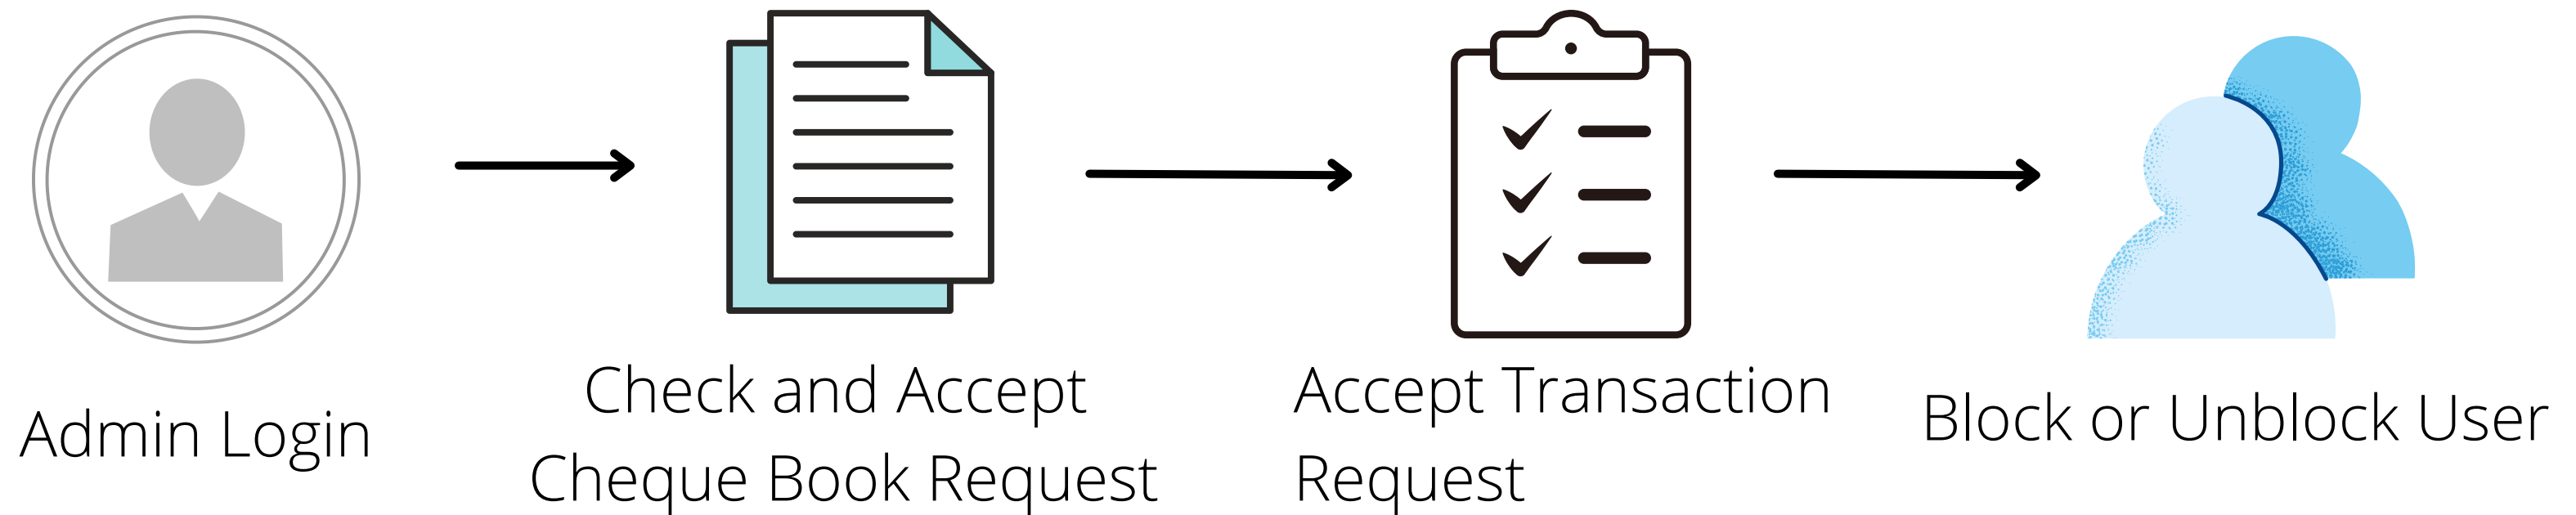 Admin Login
Check and Accept
Cheque Book Request
Accept Transaction
Request
Block or Unblock User